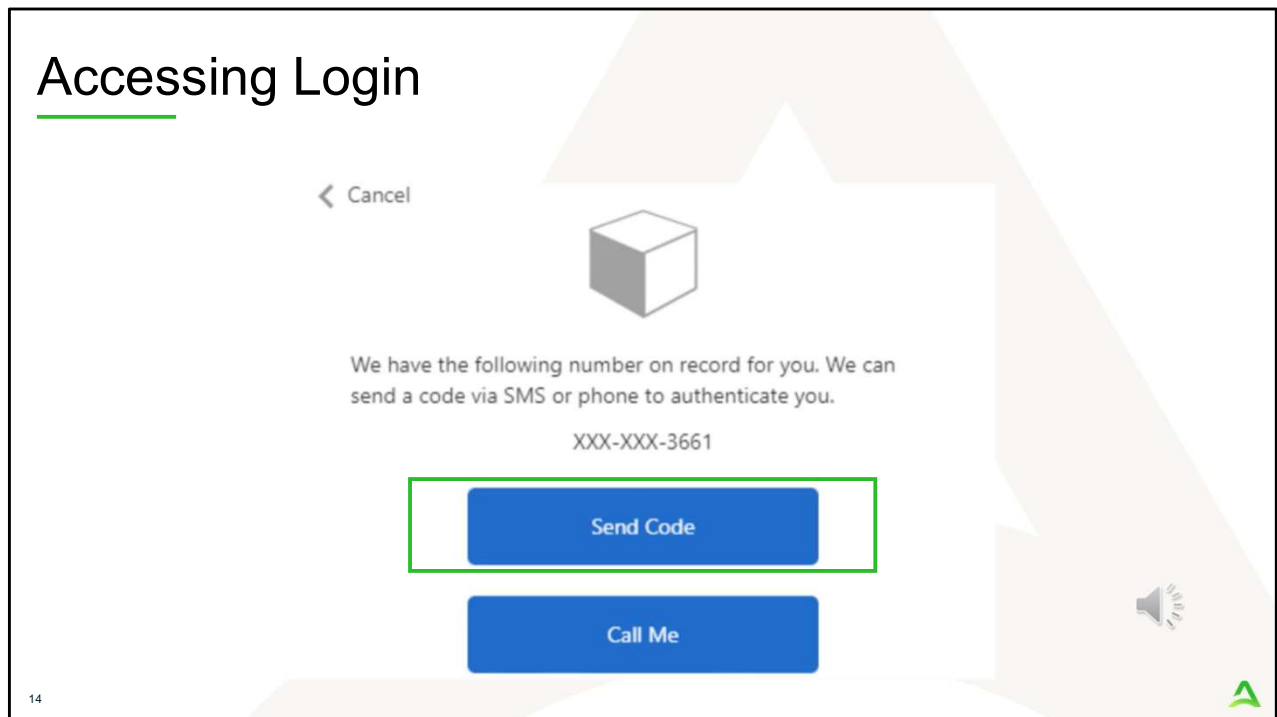 Accessing Login
Cancel
We have the following number on record for you. We can
send a code via SMS or phone to authenticate you.
XXX-XXX-3661
Send Code
Call Me
14